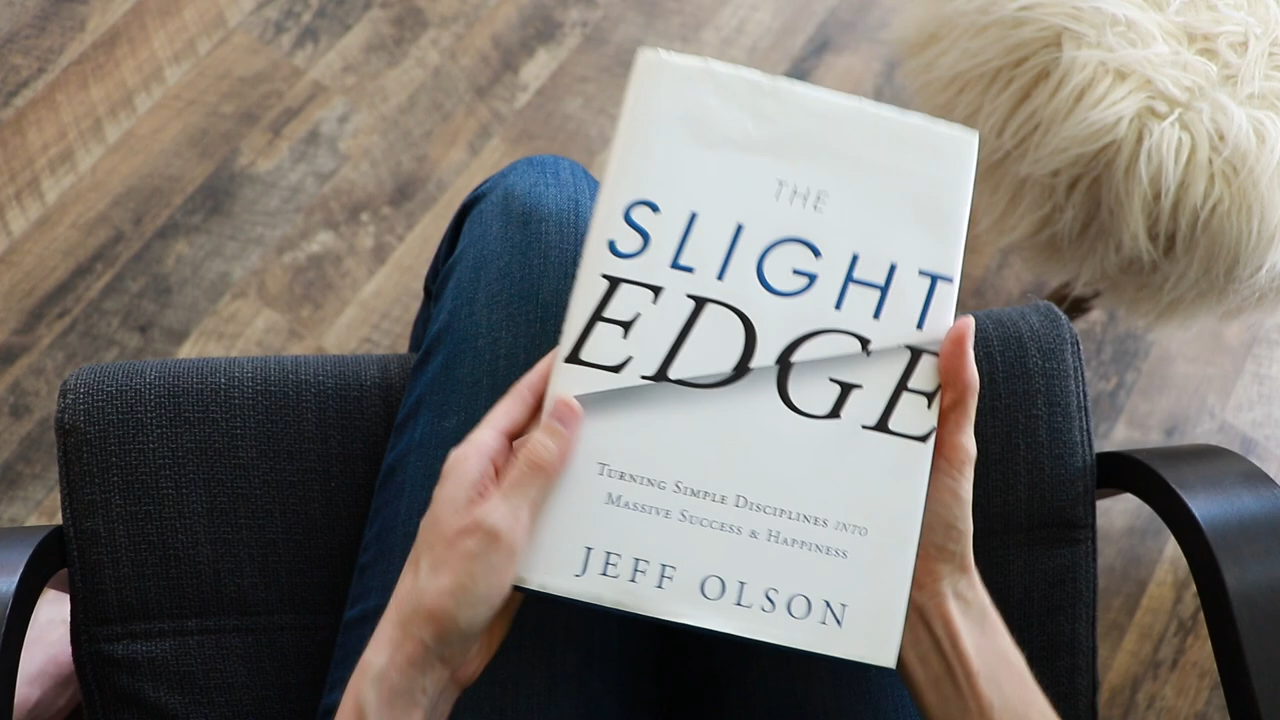 THE
SLIGHT
EDGE
TURNING SIMPLE DISCIPLINES INTO
MASSIVE SUCCESS & HAPPINESS
JEFF OLSON